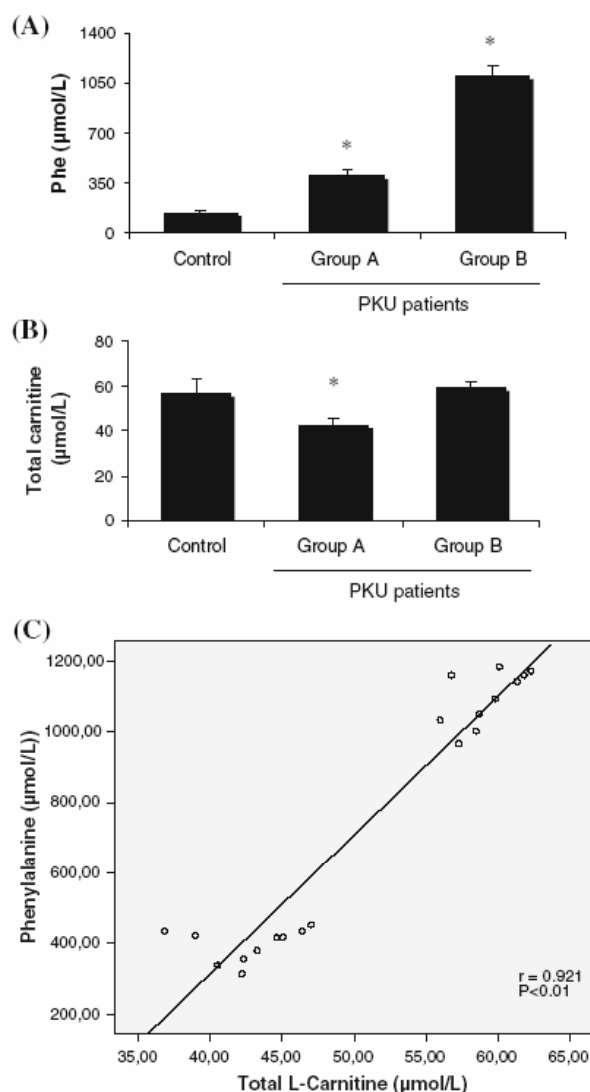 (A)
1400
1050
700
350
0
Phe (µmol/L)
*
*
Control
Group A
Group B
PKU patients
(B)
80
60
40
20
0
Total carnitine
(µmol/L)
*
Control
Group A
Group B
PKU patients
(C)
1200,00
1000,00
800,00
600,00
400,00
200,00
Phenylalanine (µmol/L))
r = 0.921
P<0.01
35,00 40,00 45,00 50,00 55,00 60,00 65,00
Total L-Carnitine (µmol/L)